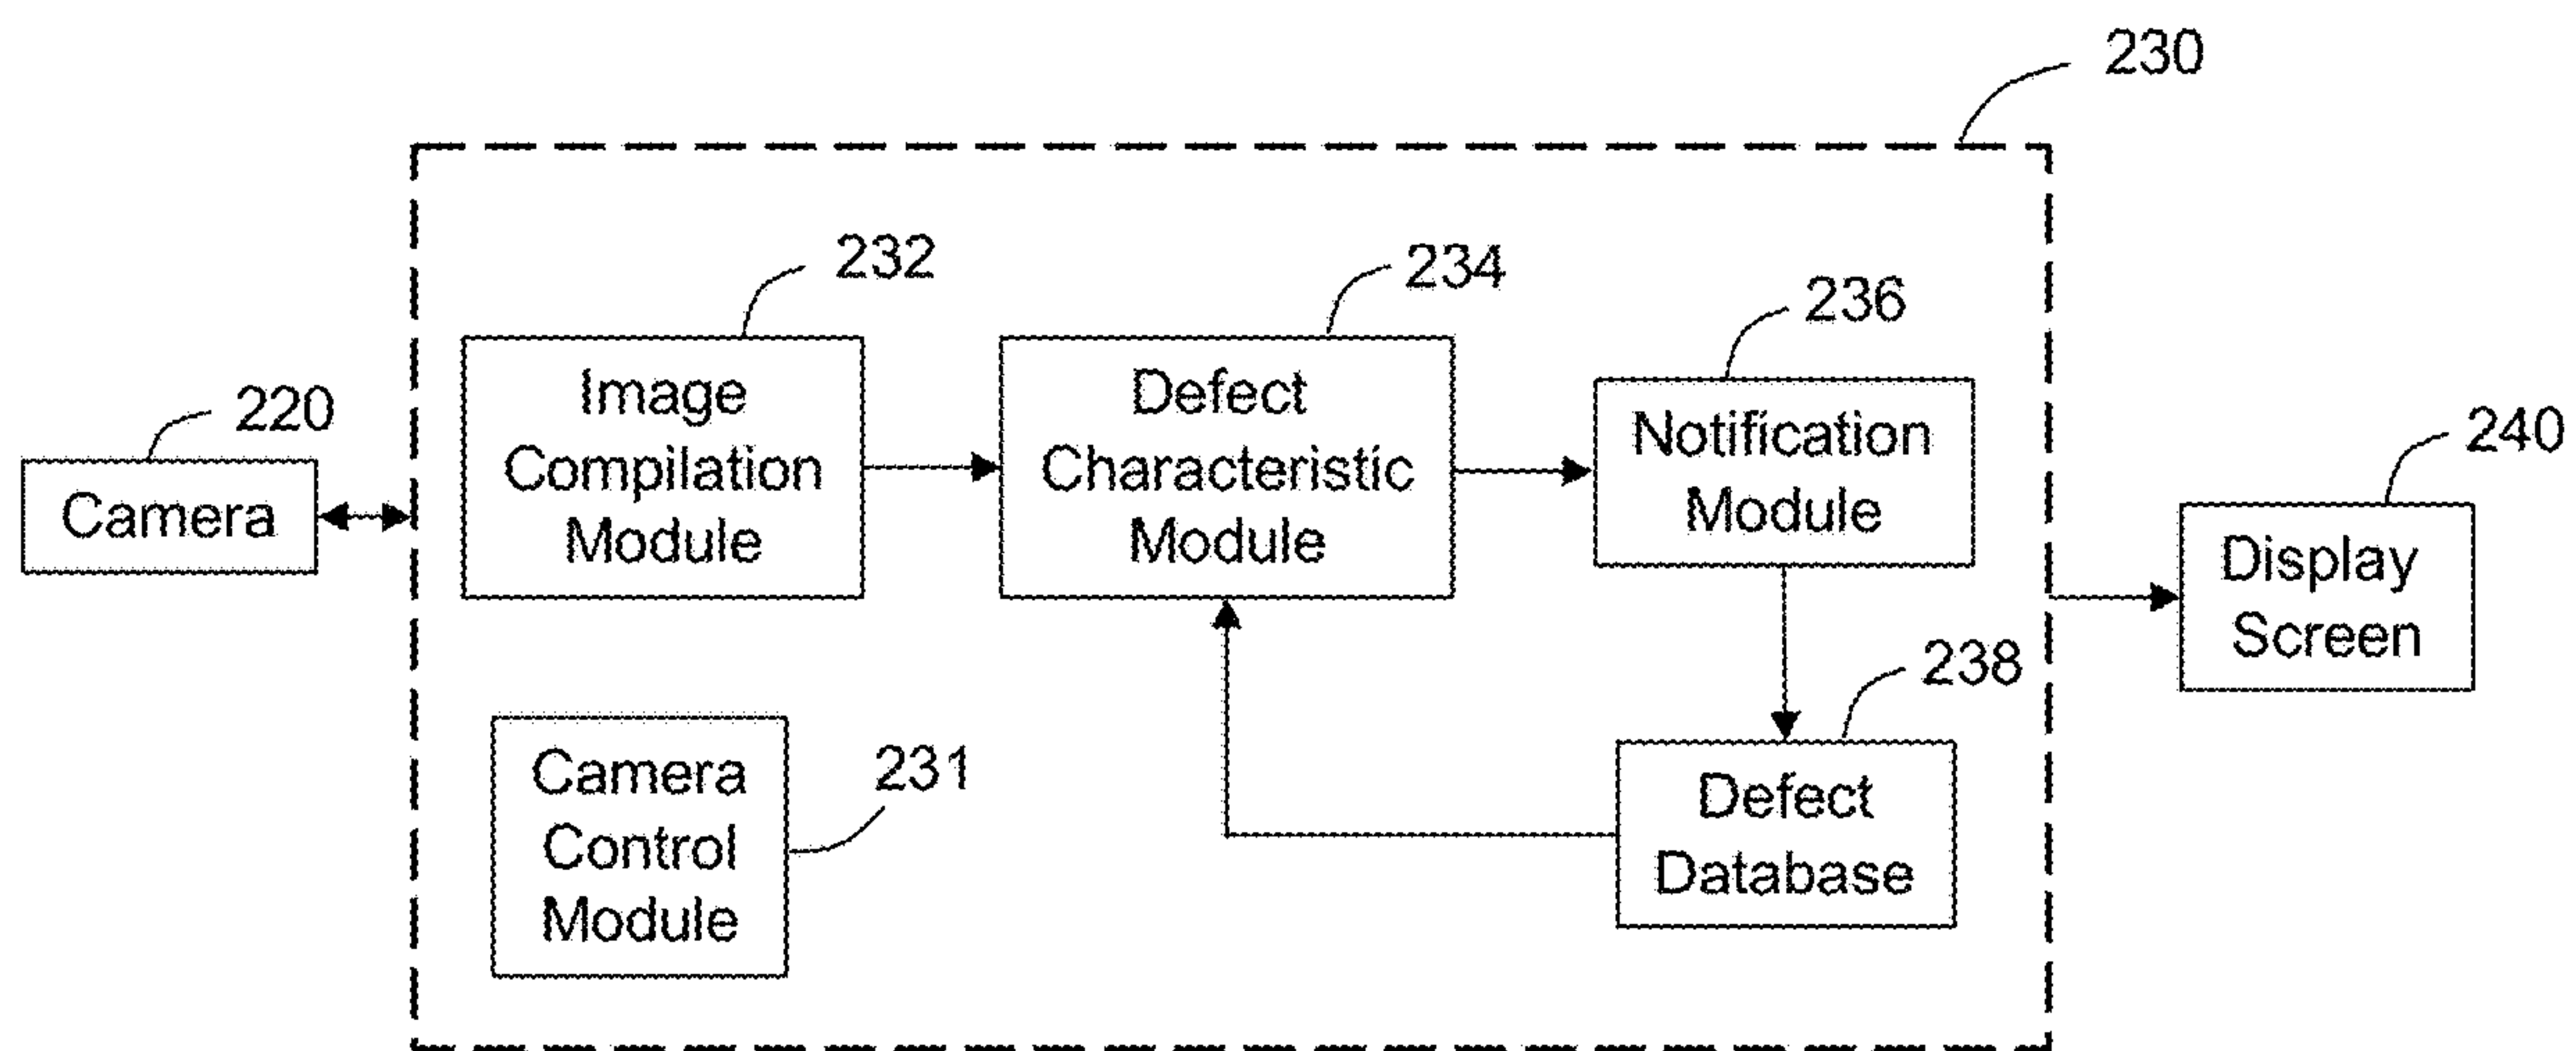 230
232
234
236
220
240
Image
Compilation
Module
Defect
Characteristic
Module
Notification
Module
Camera
Display
Screen
238
231
Camera
Control
Module
Defect
Database